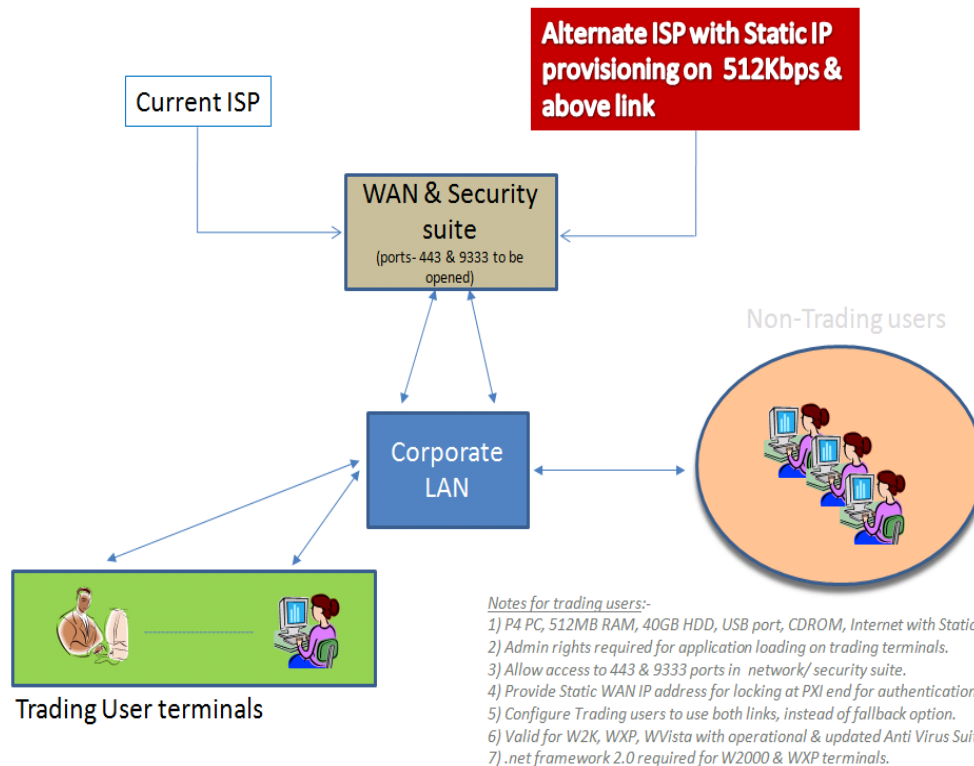 Alternate ISP with Static IP
provisioning on 512Kbps &
above link
Current ISP
WAN & Security
suite
(ports- 443 & 9333 to be
opened)
Non-Trading users
Corporate
LAN
Trading User terminals
Notes for trading users:-
1) P4 PC, 512MB RAM, 40GB HDD, USB port, CDROM, Internet with Static
2) Admin rights required for application loading on trading terminals.
3) Allow access to 443 & 9333 ports in network/ security suite.
4) Provide Static WAN IP address for locking at PXI end for authentication
5) Configure Trading users to use both links, instead of fallback option.
6) Valid for W2K, WXP, WVista with operational & updated Anti Virus Sui
7) .net framework 2.0 required for W2000 & WXP terminals.